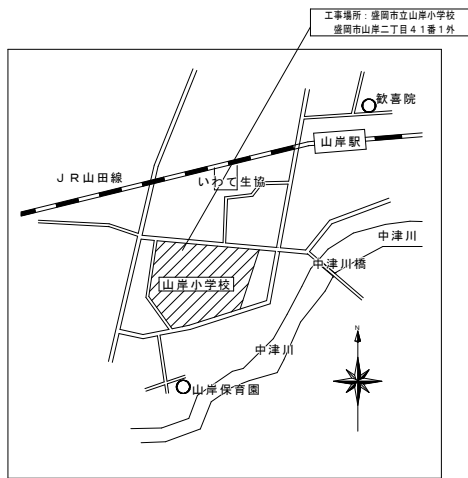 工事場所：盛岡市立山岸小学校
盛岡市山岸二丁目４１番１外
歓喜院
山岸駅
ＪＲ山田線
いわて生協
中津川
中津川橋
山岸小学校
N
中津川
山岸保育園